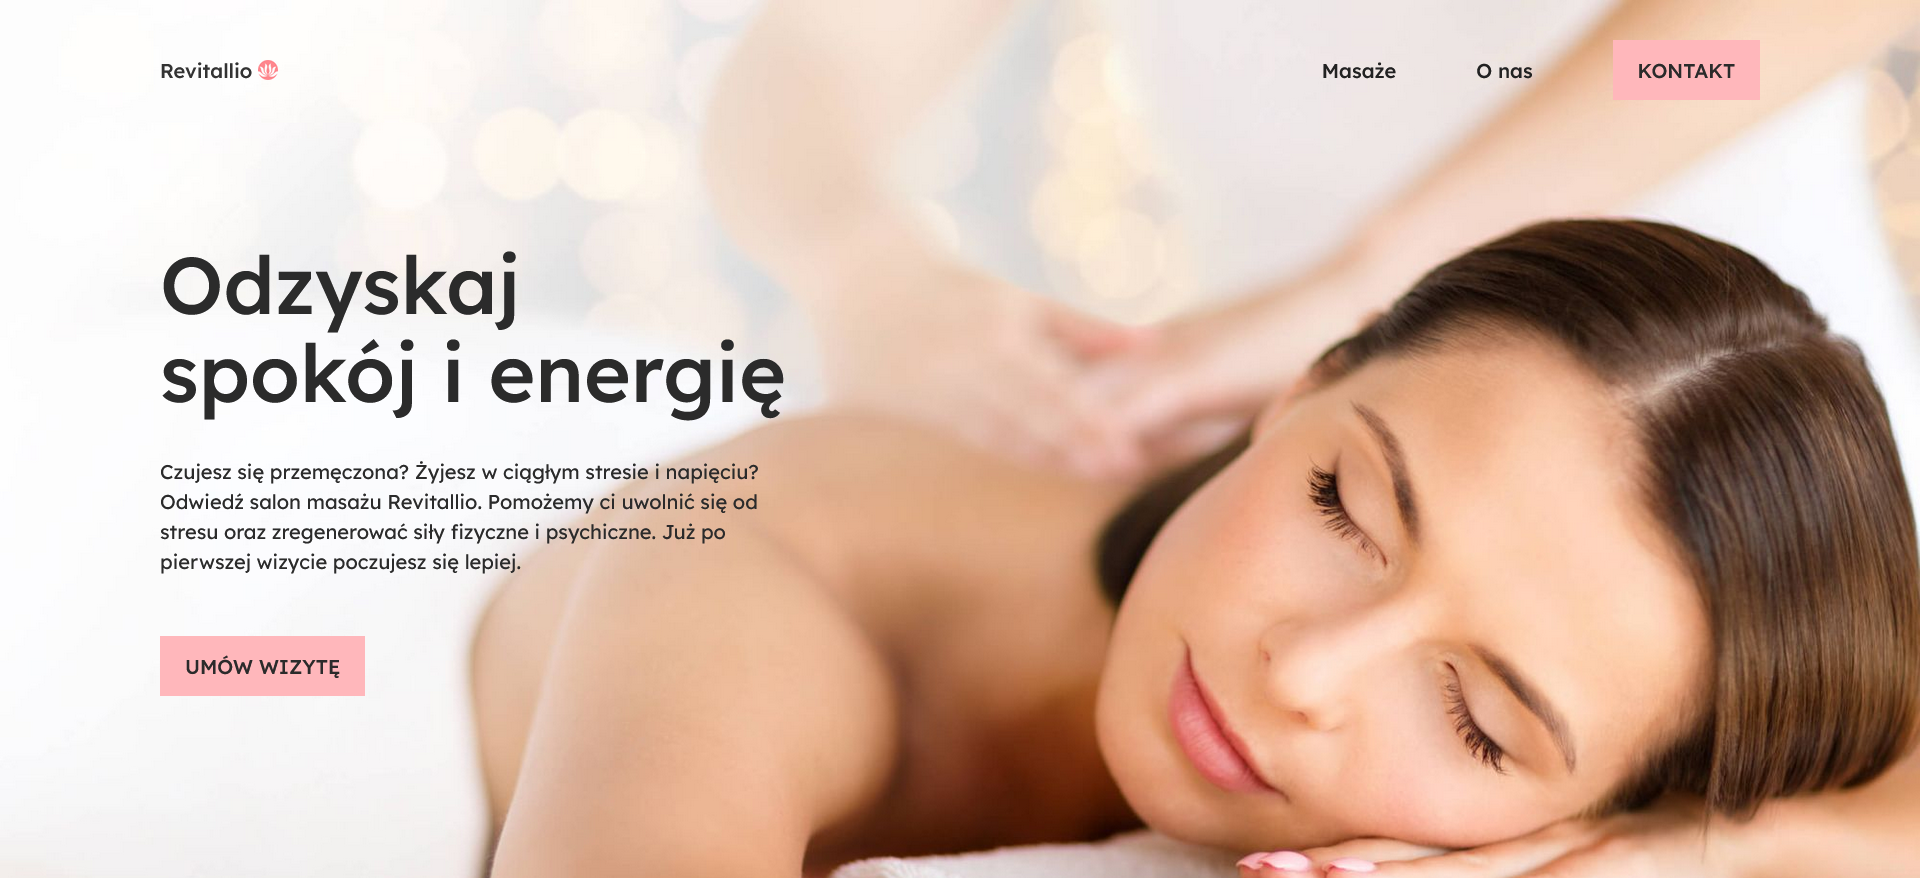 Revitallio
Masaże
O nas
KONTAKT
Odzyskaj
spokój i energię
Czujesz się przemęczona? Żyjesz w ciągłym stresie i napięciu?
Odwiedź salon masażu Revitallio. Pomożemy ci uwolnić się od
stresu oraz zregenerować siły fizyczne i psychiczne. Już po
pierwszej wizycie poczujesz się lepiej.
UMÓW WIZYTĘ